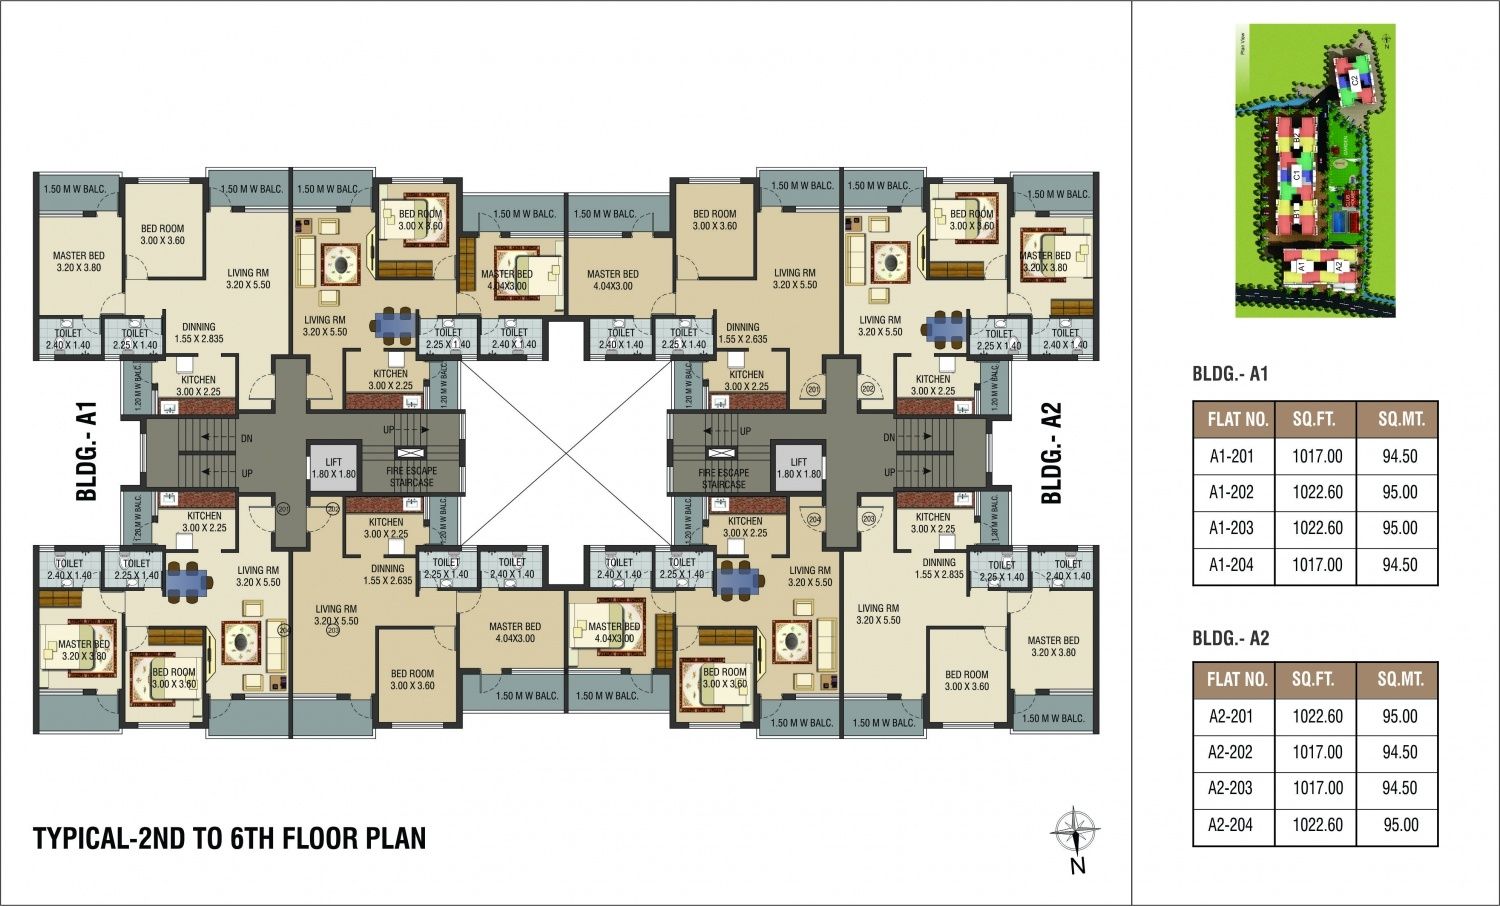 1.50 M W BALC. 1.50 M W BALC. 1.50 M W BALC. 1.50 M W BALC. 1.50 M W BALC. 1.50 M W BALC. 1.50 M W BALC. 1.50 M W BALC.
MASTER BED
3.20 X 3.80
BED ROOM
3.00 X 3.60
LIVING RM
3.20 X 5.50
BED ROOM
3.00 X 3.60
MASTER BED
4.04X3.00
MASTER BED
4.04X3.00
BED ROOM
3.00 X 3.60
LIVING RM
3.20 X 5.50
BED ROOM
3.00 X 3.60
MASTER BED
3.20 X 3.80
LIVING RM
3.20 X 5.50
LIVING RM
3.20 X 5.50
DINNING
1.55 X 2.835
DINNING
1.55 X 2.635
TOILET
2.40 X 1.40
TOILET
2.25 X 1.40
TOILET
2.25 X 1.40
TOILET
2.40 X 1.40
TOILET
2.40 X 1.40
TOILET
2.25 X 1.40
TOILET
2.25 X 1.40
TOILET
2.40 X 1.40
1.20 M W BALC.
KITCHEN
3.00 X 2.25
KITCHEN
3.00 X 2.25
1.20 M W BALC.
1.20 M W BALC.
KITCHEN
3.00 X 2.25
201
202
KITCHEN
3.00 X 2.25
1.20 M W BALC.
BLDG.- A1
DN
UP
UP
LIFT
1.80 X 1.80
FIRE ESCAPE
STAIRCASE
UP
FIRE ESCAPE
STAIRCASE
LIFT
1.80 X 1.80
DN
UP
BLDG.- A2
1.20 M W BALC.
KITCHEN
3.00 X 2.25
201
202
KITCHEN
3.00 X 2.25
1.20 M W BALC.
1.20 M W BALC.
KITCHEN
3.00 X 2.25
204
203
KITCHEN
3.00 X 2.25
1.20 M W BALC.
TOILET
2.40 X 1.40
TOILET
2.25 X 1.40
LIVING RM
3.20 X 5.50
DINNING
1.55 X 2.635
TOILET
2.25 X 1.40
TOILET
2.40 X 1.40
TOILET
2.40 X 1.40
TOILET
2.25 X 1.40
LIVING RM
3.20 X 5.50
DINNING
1.55 X 2.835
TOILET
2.25 X 1.40
TOILET
2.40 X 1.40
LIVING RM
3.20 X 5.50
LIVING RM
3.20 X 5.50
204
203
MASTER BED
3.20 X 3.80
BED ROOM
3.00 X 3.60
BED ROOM
3.00 X 3.60
MASTER BED
4.04X3.00
MASTER BED
4.04X3.00
BED ROOM
3.00 X 3.60
BED ROOM
3.00 X 3.60
MASTER BED
3.20 X 3.80
1.50 M W BALC. 1.50 M W BALC. 1.50 M W BALC. 1.50 M W BALC. 1.50 M W BALC.
TYPICAL-2ND TO 6TH FLOOR PLAN
N
Plan View
N
C2
B2
C1
B1
A1
A2
GARDEN
CLUB HOUSE
BLDG.- A1
FLAT NO. SQ.FT. SQ.MT.
A1-201 1017.00 94.50
A1-202 1022.60 95.00
A1-203 1022.60 95.00
A1-204 1017.00 94.50
BLDG.- A2
FLAT NO. SQ.FT. SQ.MT.
A2-201 1022.60 95.00
A2-202 1017.00 94.50
A2-203 1017.00 94.50
A2-204 1022.60 95.00